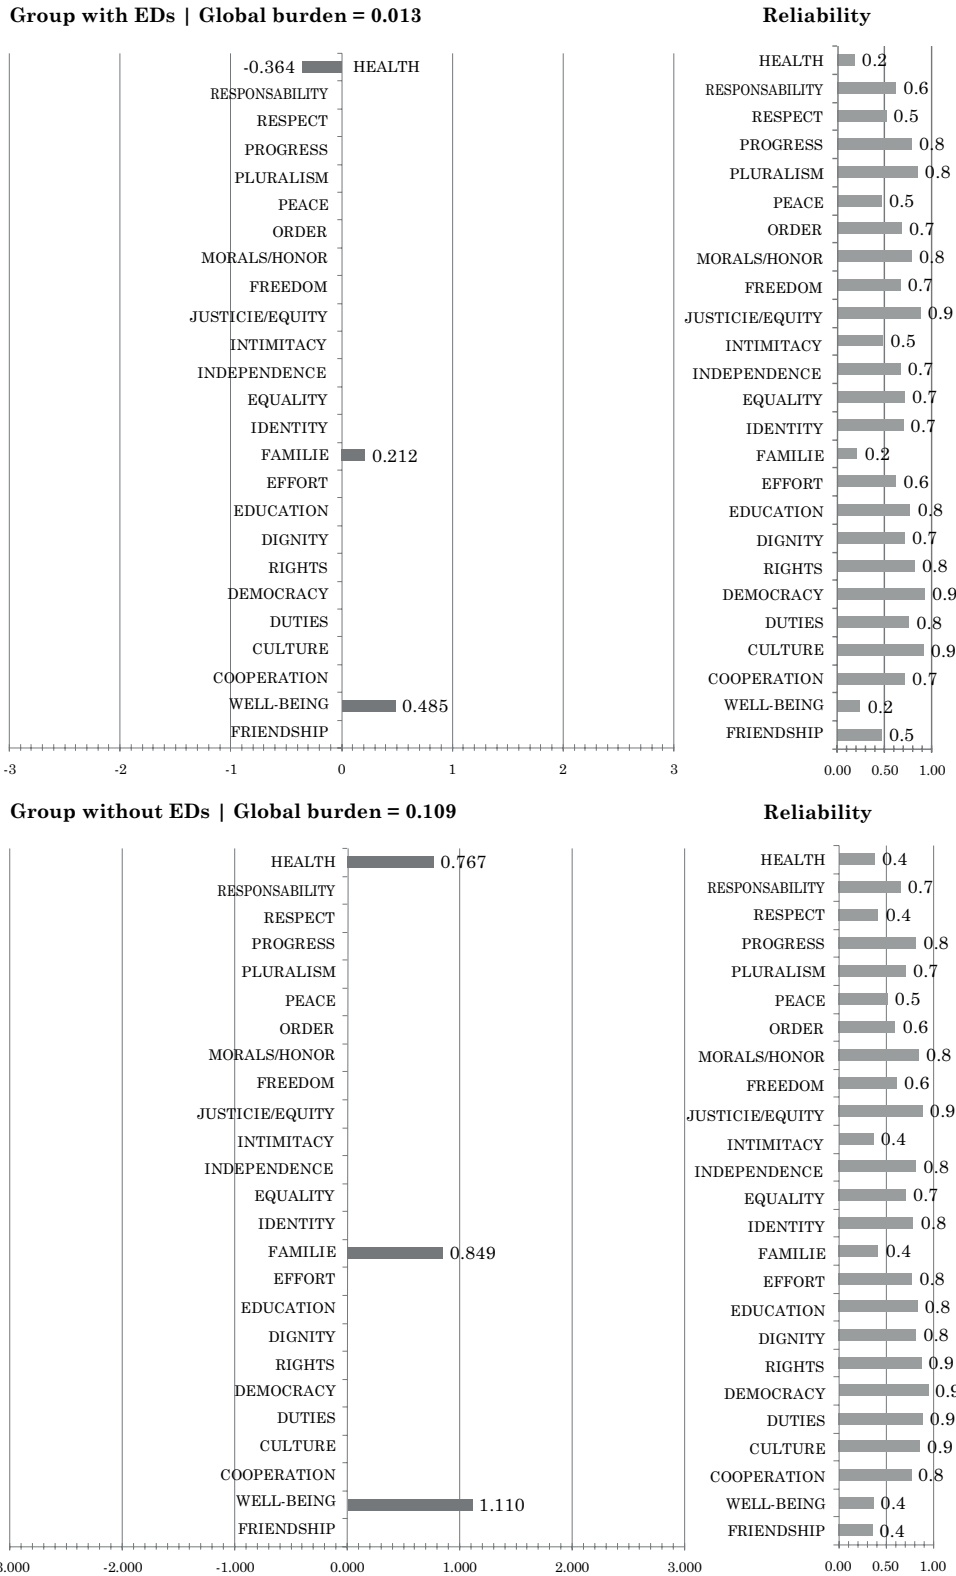 Group with EDs | Global burden = 0.013
-0.364 HEALTH
RESPONSABILITY
RESPECT
PROGRESS
PLURALISM
PEACE
ORDER
MORALS/HONOR
FREEDOM
JUSTICIE/EQUITY
INTIMITACY
INDEPENDENCE
EQUALITY
IDENTITY
FAMILIE 0.212
EFFORT
EDUCATION
DIGNITY
RIGHTS
DEMOCRACY
DUTIES
CULTURE
COOPERATION
WELL-BEING 0.485
FRIENDSHIP
-3 -2 -1 0 1 2 3
Reliability
HEALTH 0.2
RESPONSABILITY 0.6
RESPECT 0.5
PROGRESS 0.8
PLURALISM 0.8
PEACE 0.5
ORDER 0.7
MORALS/HONOR 0.8
FREEDOM 0.7
JUSTICIE/EQUITY 0.9
INTIMITACY 0.5
INDEPENDENCE 0.7
EQUALITY 0.7
IDENTITY 0.7
FAMILIE 0.2
EFFORT 0.6
EDUCATION 0.8
DIGNITY 0.7
RIGHTS 0.8
DEMOCRACY 0.9
DUTIES 0.8
CULTURE 0.9
COOPERATION 0.7
WELL-BEING 0.2
FRIENDSHIP 0.5
0.00 0.50 1.00
Group without EDs | Global burden = 0.109
HEALTH 0.767
RESPONSABILITY
RESPECT
PROGRESS
PLURALISM
PEACE
ORDER
MORALS/HONOR
FREEDOM
JUSTICIE/EQUITY
INTIMITACY
INDEPENDENCE
EQUALITY
IDENTITY
FAMILIE 0.849
EFFORT
EDUCATION
DIGNITY
RIGHTS
DEMOCRACY
DUTIES
CULTURE
COOPERATION
WELL-BEING 1.110
FRIENDSHIP
3.000 -2.000 -1.000 0.000 1.000 2.000 3.000
Reliability
HEALTH 0.4
RESPONSABILITY 0.7
RESPECT 0.4
PROGRESS 0.8
PLURALISM 0.7
PEACE 0.5
ORDER 0.6
MORALS/HONOR 0.8
FREEDOM 0.6
JUSTICIE/EQUITY 0.9
INTIMITACY 0.4
INDEPENDENCE 0.8
EQUALITY 0.7
IDENTITY 0.8
FAMILIE 0.4
EFFORT 0.8
EDUCATION 0.8
DIGNITY 0.8
RIGHTS 0.9
DEMOCRACY 0.9
DUTIES 0.9
CULTURE 0.9
COOPERATION 0.8
WELL-BEING 0.4
FRIENDSHIP 0.4
0.00 0.50 1.00